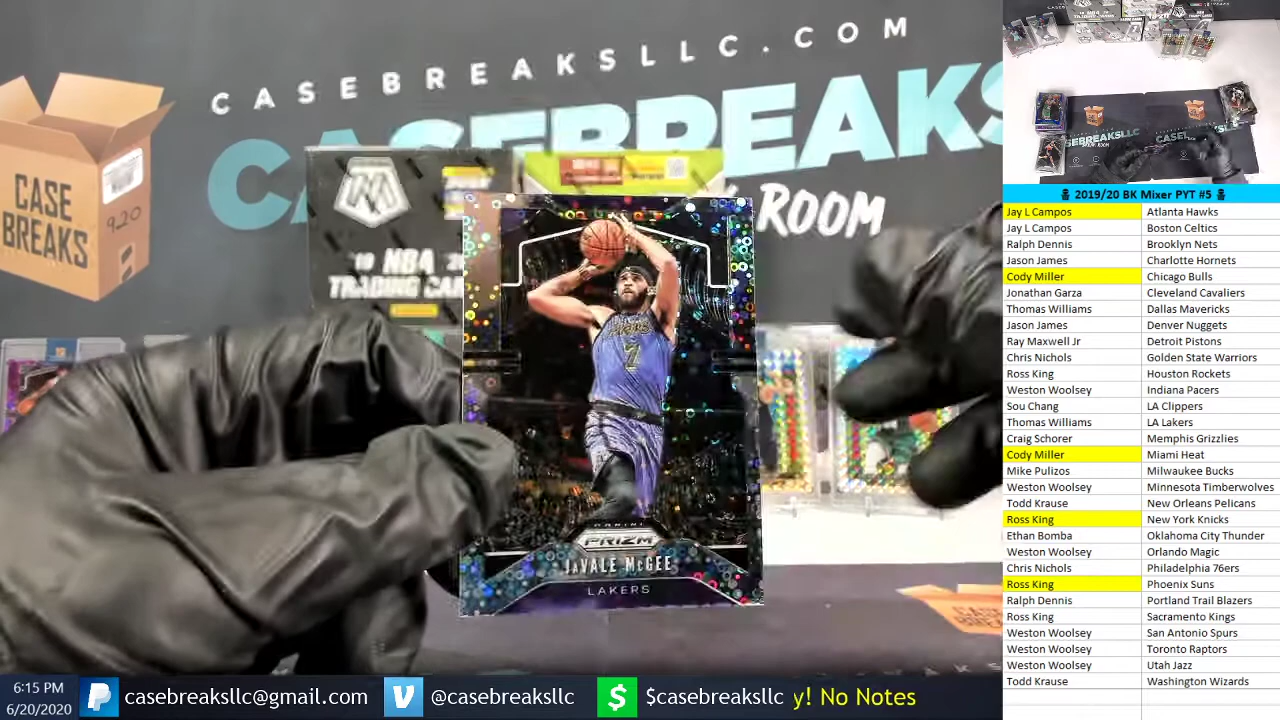 CASEBREAKSLLC.COM
CASEBREAKS
ROOM
CASE
BREAKS
920
'19 NBA 20
TRADING CA
7
PANINI
PRIZM
JaVALE McGEE
LAKERS
2019/20 BK Mixer PYT #5
Jay L Campos Atlanta Hawks
Jay L Campos Boston Celtics
Ralph Dennis Brooklyn Nets
Jason James Charlotte Hornets
Cody Miller Chicago Bulls
Jonathan Garza Cleveland Cavaliers
Thomas Williams Dallas Mavericks
Jason James Denver Nuggets
Ray Maxwell Jr Detroit Pistons
Chris Nichols Golden State Warriors
Ross King Houston Rockets
Weston Woolsey Indiana Pacers
Sou Chang LA Clippers
Thomas Williams LA Lakers
Craig Schorer Memphis Grizzlies
Cody Miller Miami Heat
Mike Pulizos Milwaukee Bucks
Weston Woolsey Minnesota Timberwolves
Todd Krause New Orleans Pelicans
Ross King New York Knicks
Ethan Bomba Oklahoma City Thunder
Weston Woolsey Orlando Magic
Chris Nichols Philadelphia 76ers
Ross King Phoenix Suns
Ralph Dennis Portland Trail Blazers
Ross King Sacramento Kings
Weston Woolsey San Antonio Spurs
Weston Woolsey Toronto Raptors
Weston Woolsey Utah Jazz
Todd Krause Washington Wizards
6:15 PM
6/20/2020
casebreaksllc@gmail.com
@casebreaksllc
$casebreaksllc
y! No Notes